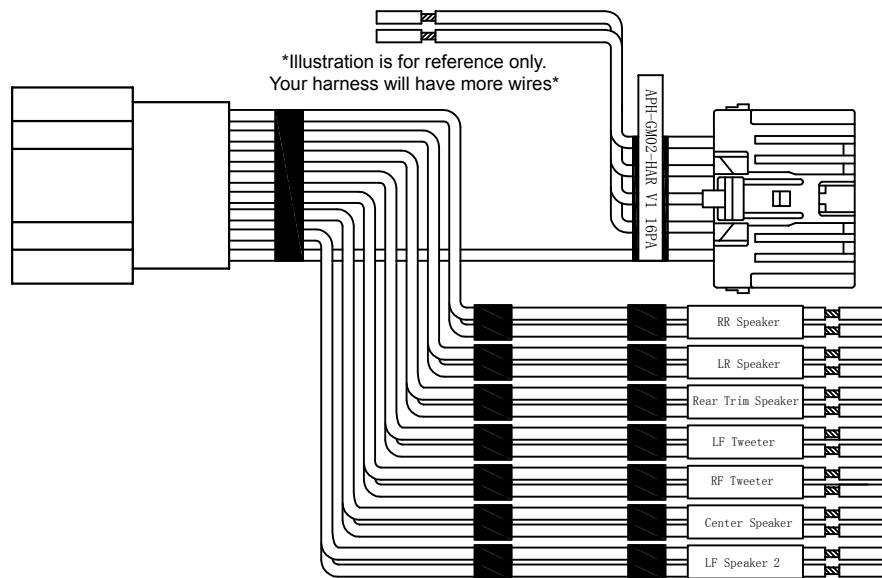 *Illustration is for reference only.
Your harness will have more wires*
APH-GM02-HAR V1 16PA
RR Speaker
LR Speaker
Rear Trim Speaker
LF Tweeter
RF Tweeter
Center Speaker
LF Speaker 2